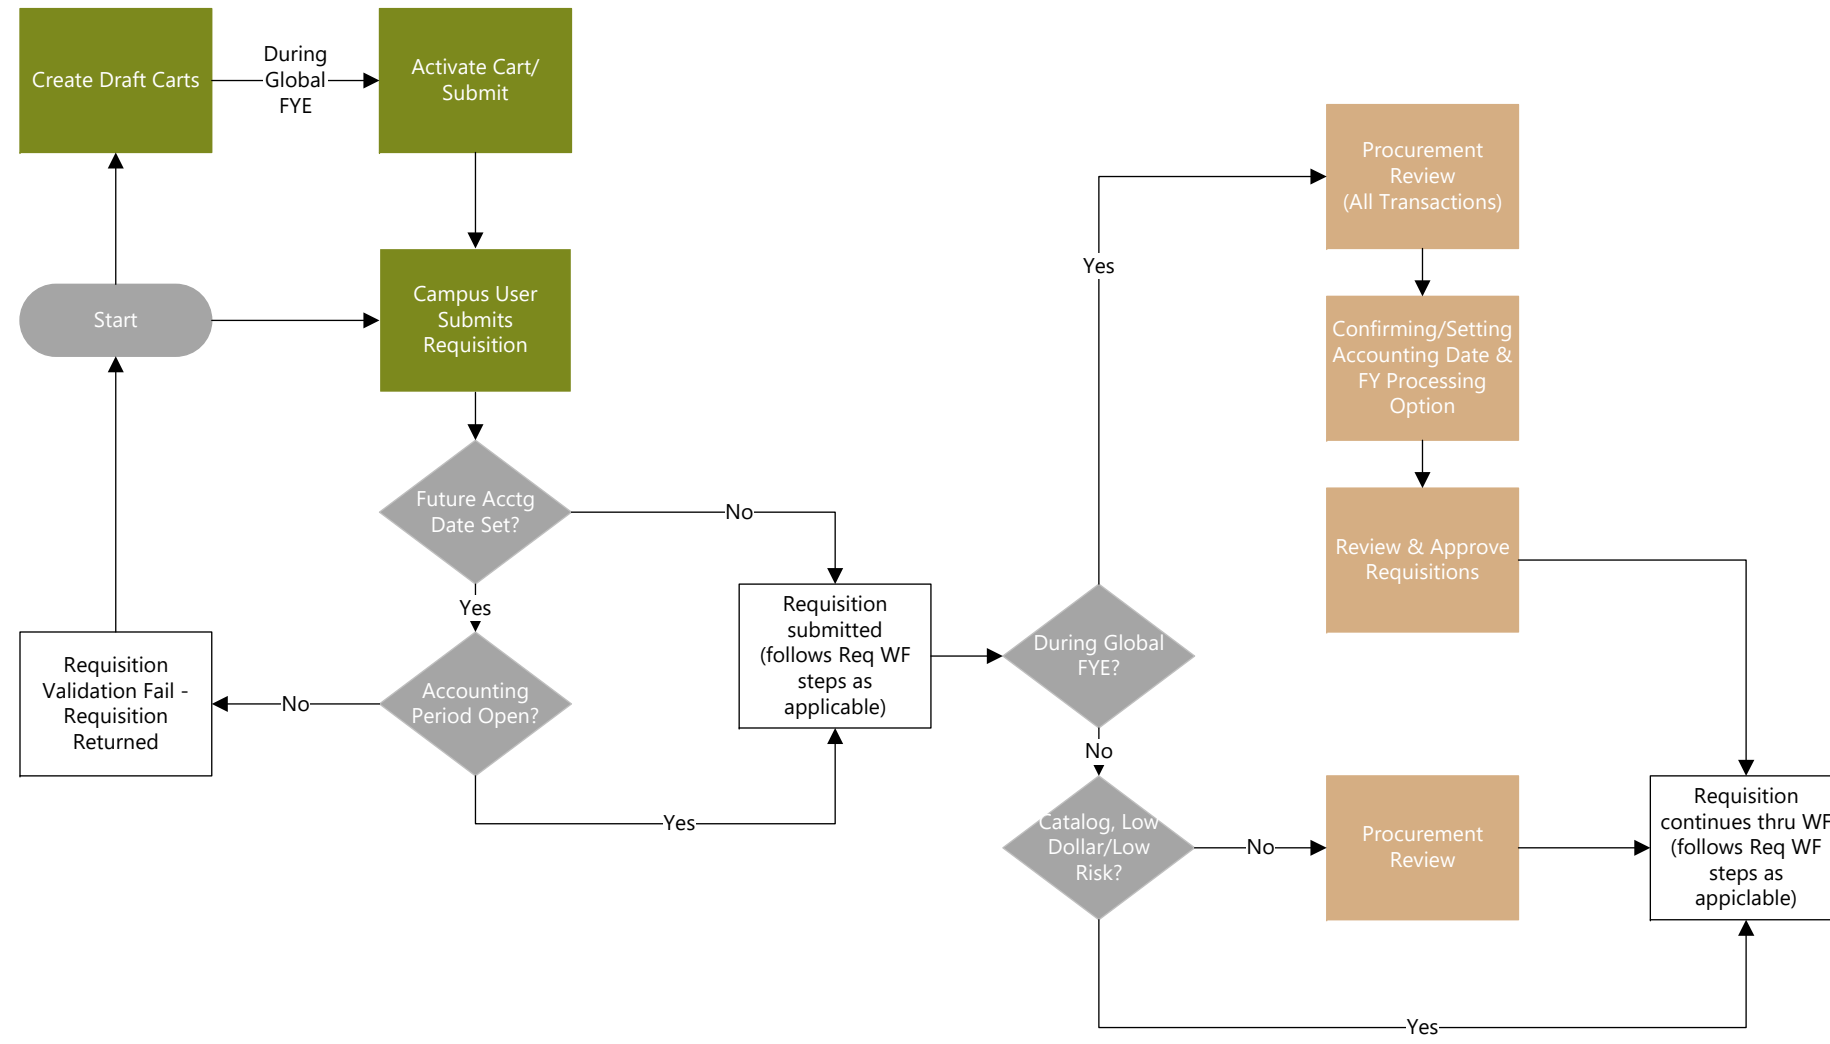 Create Draft Carts
During
Global
FYE
Activate Cart/
Submit
Procurement
Review
(All Transactions)
Yes
Start
Campus User
Submits
Requisition
Confirming/Setting
Accounting Date &
FY Processing
Option
Future Acctg
Date Set?
No
Review & Approve
Requisitions
Yes
Requisition
submitted
(follows Req WF
steps as
applicable)
During Global
FYE?
Requisition
Validation Fail -
Requisition
Returned
No
Accounting
Period Open?
No
Yes
Catalog, Low
Dollar/Low
Risk?
No
Procurement
Review
Requisition
continues thru WF
(follows Req WF
steps as
appiclable)
Yes